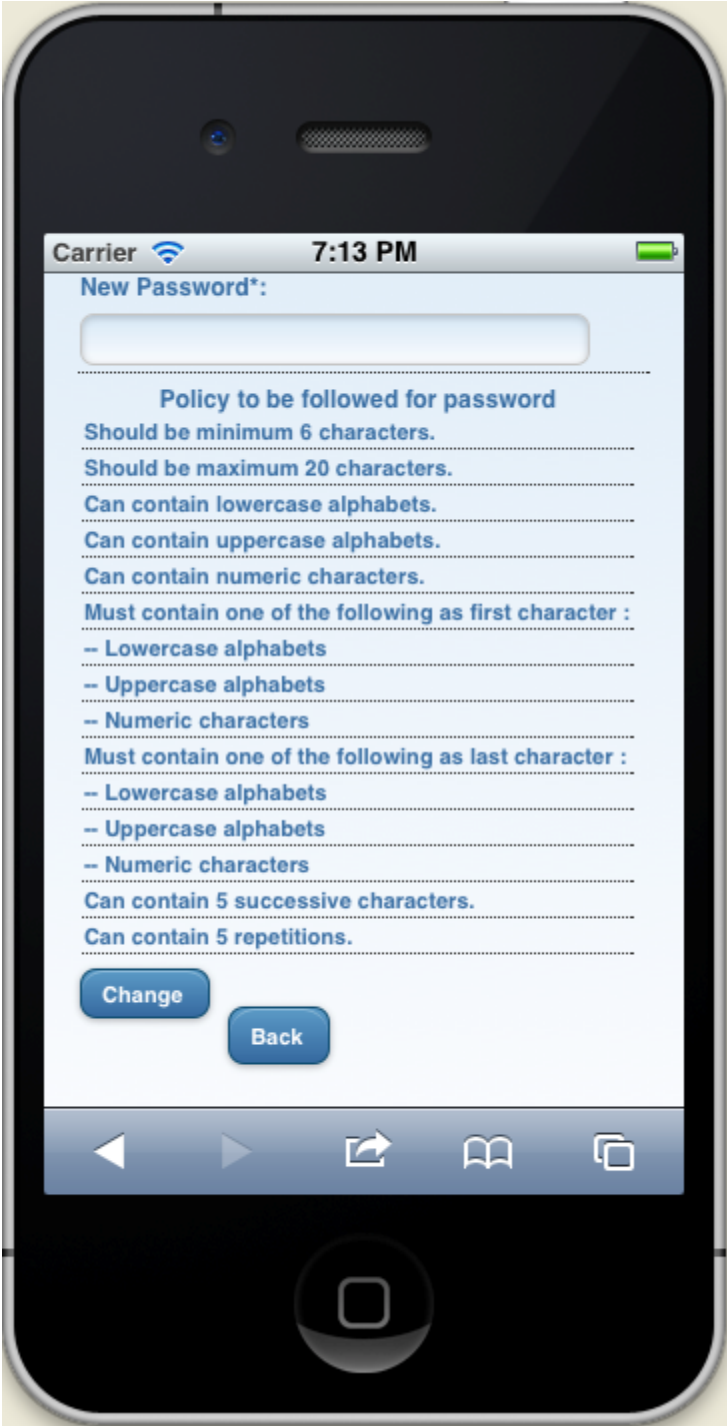 Carrier 7:13 PM
New Password*:
Policy to be followed for password
Should be minimum 6 characters.
Should be maximum 20 characters.
Can contain lowercase alphabets.
Can contain uppercase alphabets.
Can contain numeric characters.
Must contain one of the following as first character :
-- Lowercase alphabets
-- Uppercase alphabets
-- Numeric characters
Must contain one of the following as last character :
-- Lowercase alphabets
-- Uppercase alphabets
-- Numeric characters
Can contain 5 successive characters.
Can contain 5 repetitions.
Change
Back